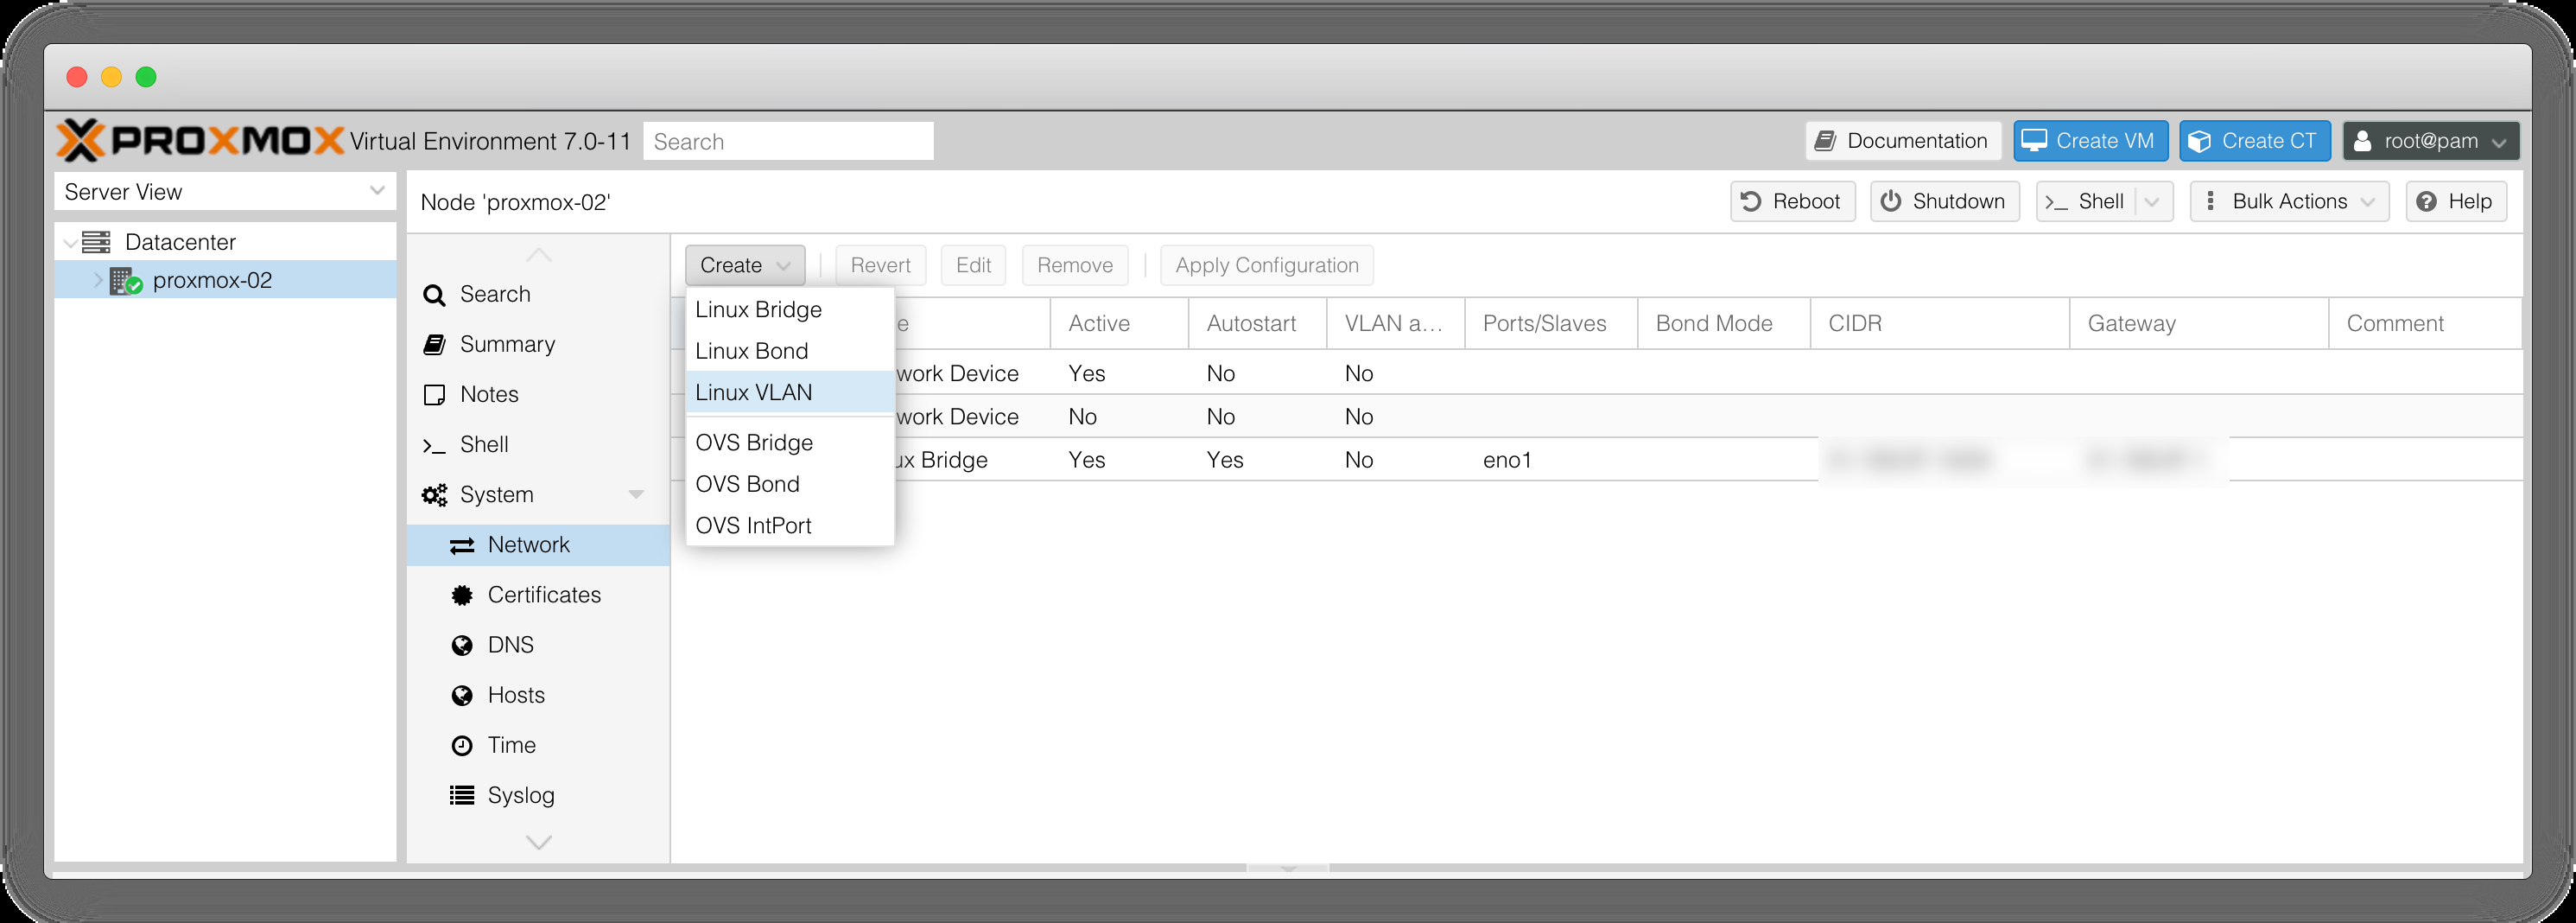 PROXMOX Virtual Environment 7.0-11 Search Documentation Create VM Create CT root@pam
Server View
Node 'proxmox-02' Reboot Shutdown >_ Shell Bulk Actions Help
Datacenter
proxmox-02
Search
Summary
Notes
>_ Shell
System
Network
Certificates
DNS
Hosts
Time
Syslog
Create Revert Edit Remove Apply Configuration
Linux Bridge
Linux Bond
Linux VLAN
OVS Bridge
OVS Bond
OVS IntPort
e Active Autostart VLAN a... Ports/Slaves Bond Mode CIDR Gateway Comment
work Device Yes No No
work Device No No No
ux Bridge Yes Yes No eno1